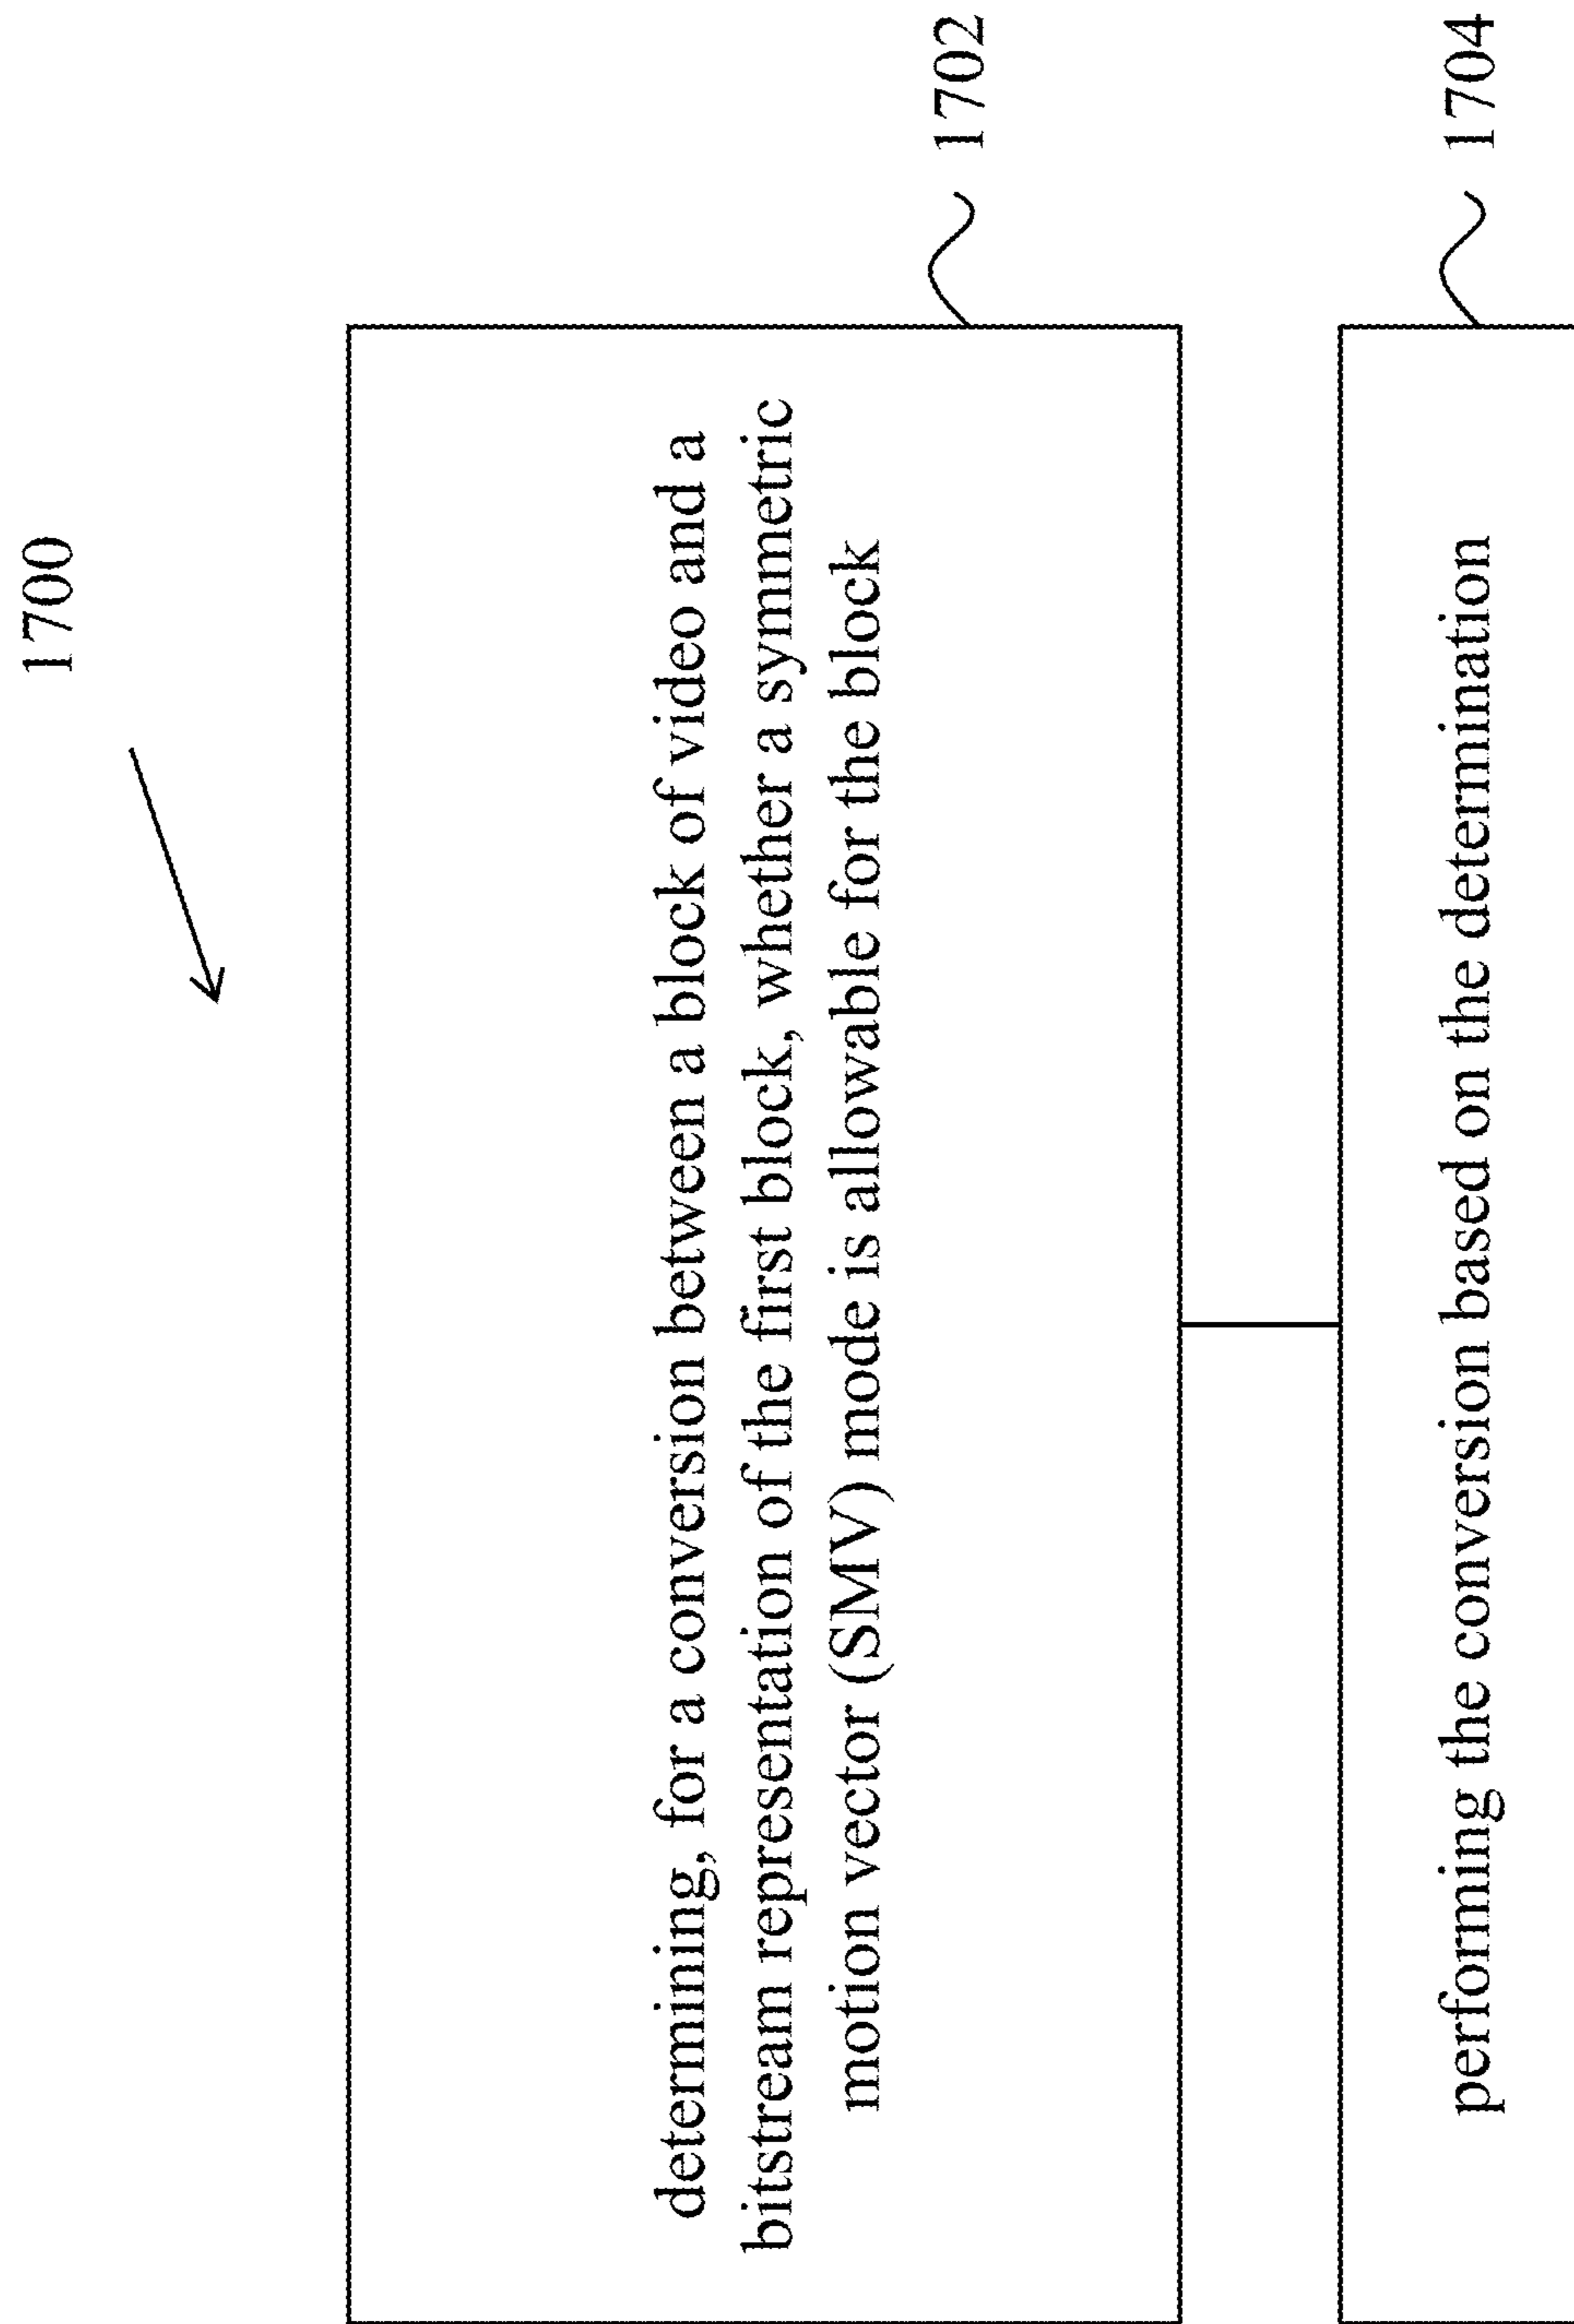 1700
determining, for a conversion between a block of video and a
bitstream representation of the first block, whether a symmetric
motion vector (SMV) mode is allowable for the block
1702
performing the conversion based on the determination
1704